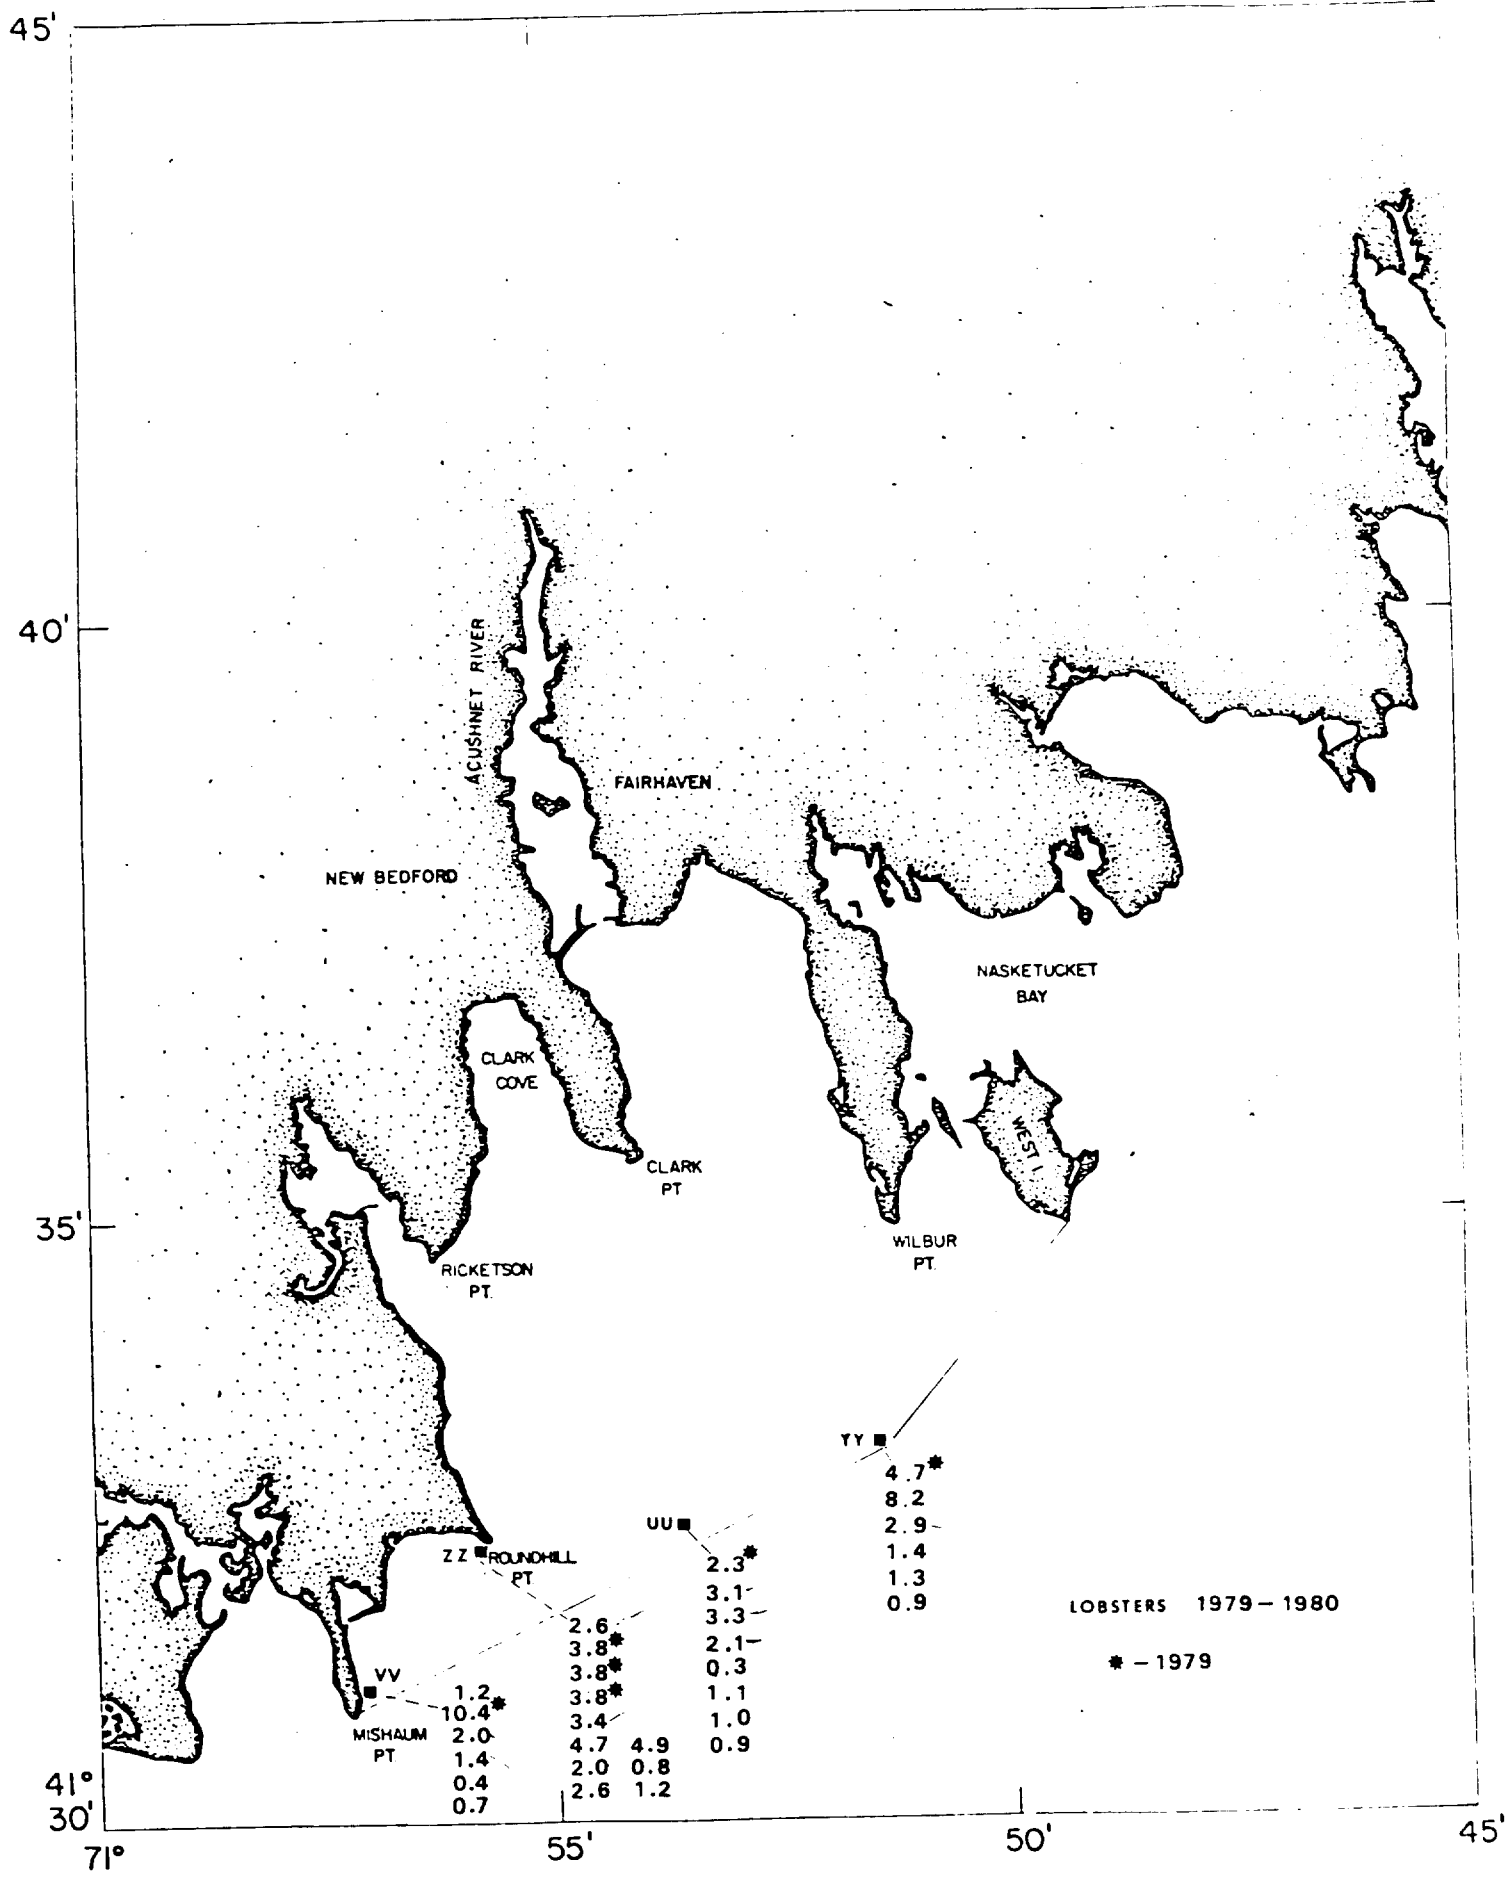 45'
40'
ACUSHNET RIVER
FAIRHAVEN
NEW BEDFORD
NASKETUCKET
BAY
CLARK
COVE
WEST I.
CLARK
PT
35'
WILBUR
PT.
RICKETSON
PT.
YY
4.7*
8.2
2.9
1.4
1.3
0.9
UU
2.3*
3.1
3.3
2.1
0.3
1.1
1.0
0.9
ZZ ROUNDHILL
PT
2.6
3.8*
3.8*
3.8*
3.4
4.7 4.9
2.0 0.8
2.6 1.2
LOBSTERS 1979-1980
* - 1979
VV
1.2
10.4*
2.0
1.4
0.4
0.7
MISHAUM
PT
41°
30'
71°
55'
50'
45'